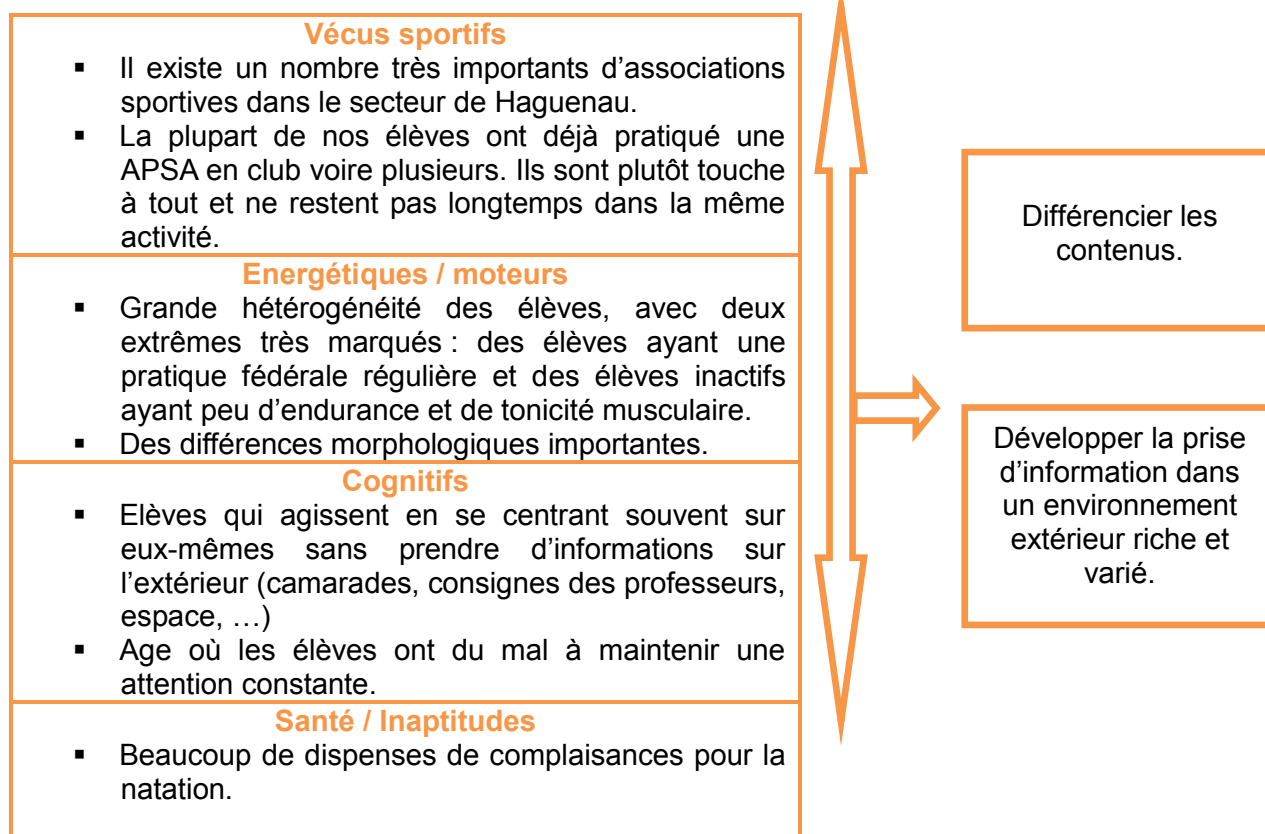 Vécus sportifs
▪ Il existe un nombre très importants d’associations
sportives dans le secteur de Haguenau.
▪ La plupart de nos élèves ont déjà pratiqué une
APSA en club voire plusieurs. Ils sont plutôt touche
à tout et ne restent pas longtemps dans la même
activité.
Energétiques / moteurs
▪ Grande hétérogénéité des élèves, avec deux
extrêmes très marqués : des élèves ayant une
pratique fédérale régulière et des élèves inactifs
ayant peu d’endurance et de tonicité musculaire.
▪ Des différences morphologiques importantes.
Cognitifs
▪ Elèves qui agissent en se centrant souvent sur
eux-mêmes sans prendre d’informations sur
l’extérieur (camarades, consignes des professeurs,
espace, …)
▪ Age où les élèves ont du mal à maintenir une
attention constante.
Santé / Inaptitudes
▪ Beaucoup de dispenses de complaisances pour la
natation.
Différencier les
contenus.
Développer la prise
d’information dans
un environnement
extérieur riche et
varié.